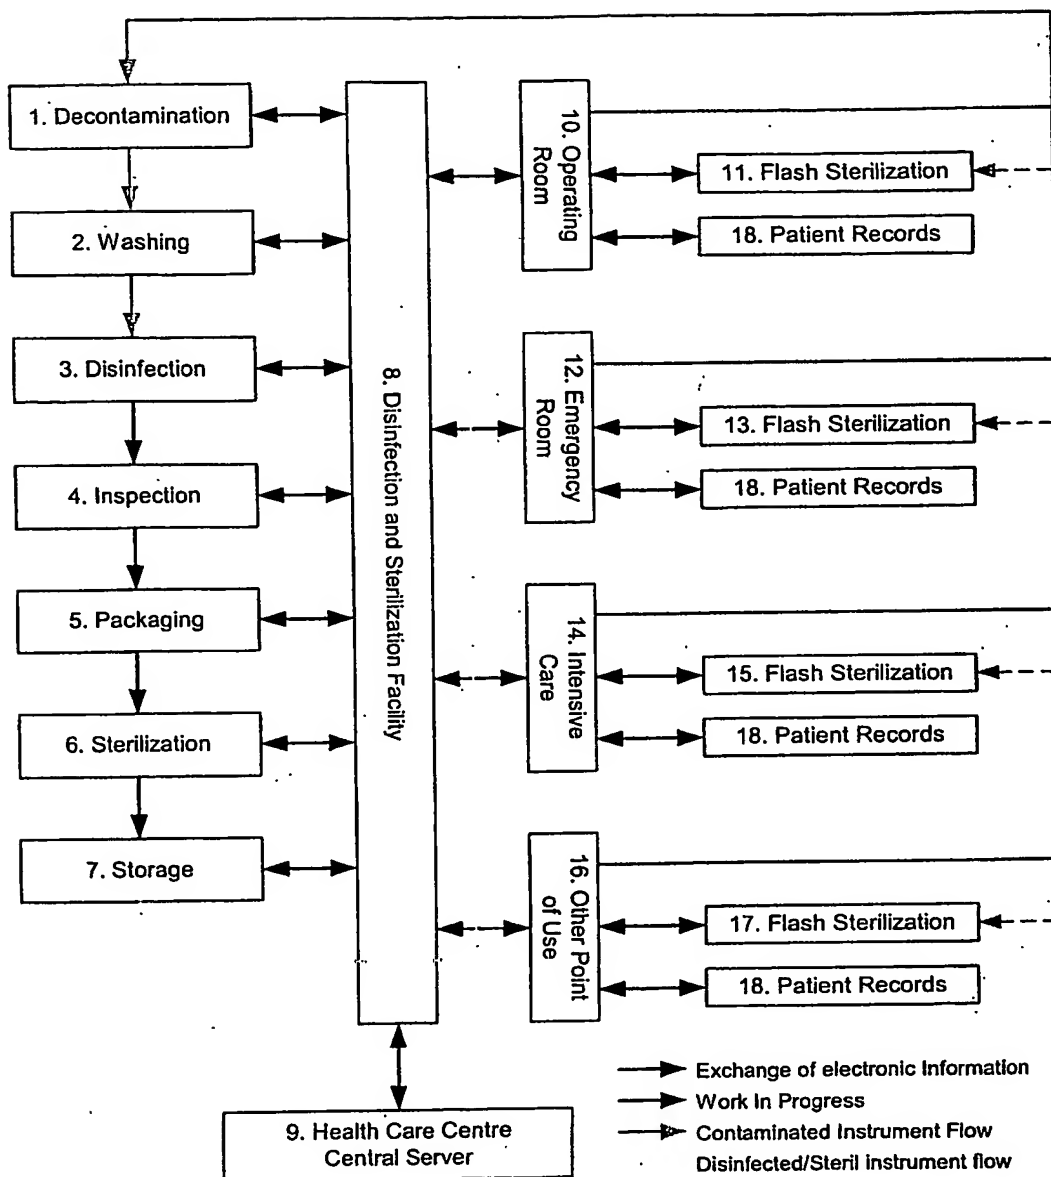 1. Decontamination
2. Washing
3. Disinfection
4. Inspection
5. Packaging
6. Sterilization
7. Storage
8. Disinfection and Sterilization Facility
9. Health Care Centre
Central Server
10. Operating
Room
11. Flash Sterilization
18. Patient Records
12. Emergency
Room
13. Flash Sterilization
18. Patient Records
14. Intensive
Care
15. Flash Sterilization
18. Patient Records
16. Other Point
of Use
17. Flash Sterilization
18. Patient Records
Exchange of electronic Information
Work In Progress
Contaminated Instrument Flow
Disinfected/Steril instrument flow